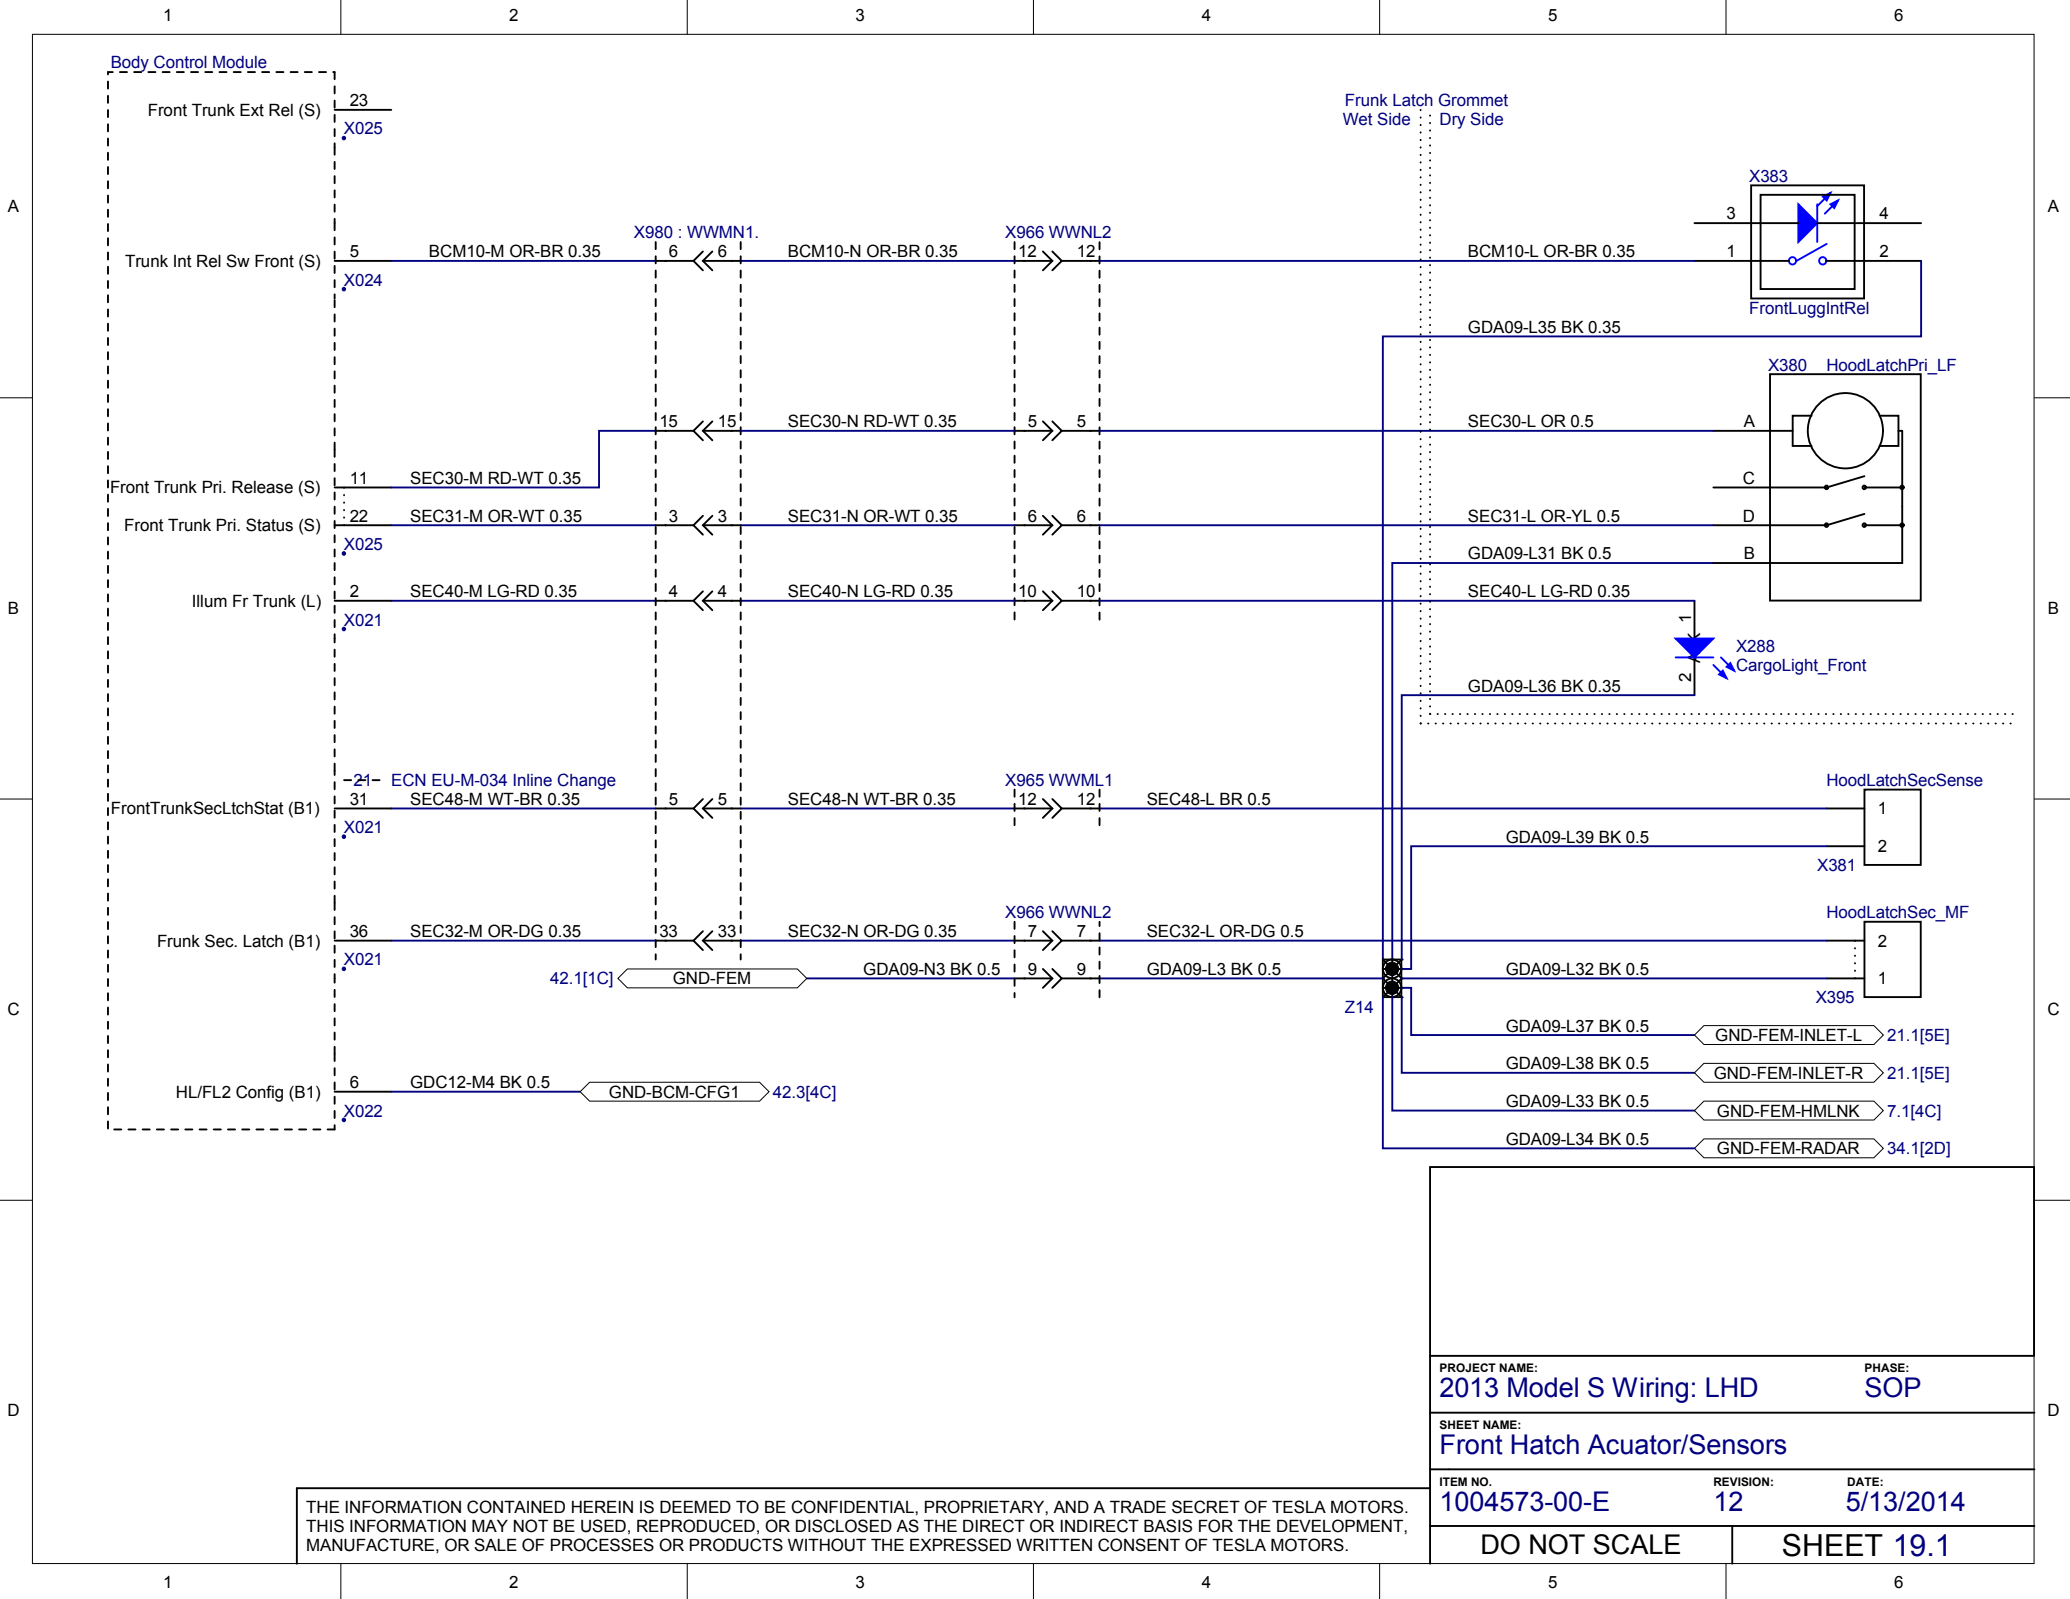 1 2 3 4 5 6
Body Control Module
Front Trunk Ext Rel (S) 23
X025
Frunk Latch Grommet
Wet Side Dry Side
A A
X383
3 4
X980 : WWMN1. X966 WWNL2
Trunk Int Rel Sw Front (S) 5 BCM10-M OR-BR 0.35 6 6 BCM10-N OR-BR 0.35 12 12 BCM10-L OR-BR 0.35 1 2
X024
FrontLuggIntRel
GDA09-L35 BK 0.35
X380 HoodLatchPri_LF
15 15 SEC30-N RD-WT 0.35 5 5 SEC30-L OR 0.5 A
Front Trunk Pri. Release (S) 11 SEC30-M RD-WT 0.35 C
Front Trunk Pri. Status (S) 22 SEC31-M OR-WT 0.35 3 3 SEC31-N OR-WT 0.35 6 6 SEC31-L OR-YL 0.5 D
X025
GDA09-L31 BK 0.5 B
Illum Fr Trunk (L) 2 SEC40-M LG-RD 0.35 4 4 SEC40-N LG-RD 0.35 10 10 SEC40-L LG-RD 0.35
B B
X021
1
X288
CargoLight_Front
2
GDA09-L36 BK 0.35
21 ECN EU-M-034 Inline Change X965 WWML1 HoodLatchSecSense
FrontTrunkSecLtchStat (B1) 31 SEC48-M WT-BR 0.35 5 5 SEC48-N WT-BR 0.35 12 12 SEC48-L BR 0.5 1
X021
GDA09-L39 BK 0.5 2
X381
X966 WWNL2 HoodLatchSec_MF
Frunk Sec. Latch (B1) 36 SEC32-M OR-DG 0.35 33 33 SEC32-N OR-DG 0.35 7 7 SEC32-L OR-DG 0.5 2
X021
42.1[1C] GND-FEM GDA09-N3 BK 0.5 9 9 GDA09-L3 BK 0.5 GDA09-L32 BK 0.5 1
X395
Z14
C C
GDA09-L37 BK 0.5 GND-FEM-INLET-L 21.1[5E]
GDA09-L38 BK 0.5 GND-FEM-INLET-R 21.1[5E]
HL/FL2 Config (B1) 6 GDC12-M4 BK 0.5 GND-BCM-CFG1 42.3[4C]
X022
GDA09-L33 BK 0.5 GND-FEM-HMLNK 7.1[4C]
GDA09-L34 BK 0.5 GND-FEM-RADAR 34.1[2D]
PROJECT NAME: PHASE:
2013 Model S Wiring: LHD SOP
D D
SHEET NAME:
Front Hatch Acuator/Sensors
ITEM NO. REVISION: DATE:
1004573-00-E 12 5/13/2014
DO NOT SCALE SHEET 19.1
THE INFORMATION CONTAINED HEREIN IS DEEMED TO BE CONFIDENTIAL, PROPRIETARY, AND A TRADE SECRET OF TESLA MOTORS.
THIS INFORMATION MAY NOT BE USED, REPRODUCED, OR DISCLOSED AS THE DIRECT OR INDIRECT BASIS FOR THE DEVELOPMENT,
MANUFACTURE, OR SALE OF PROCESSES OR PRODUCTS WITHOUT THE EXPRESSED WRITTEN CONSENT OF TESLA MOTORS.
1 2 3 4 5 6